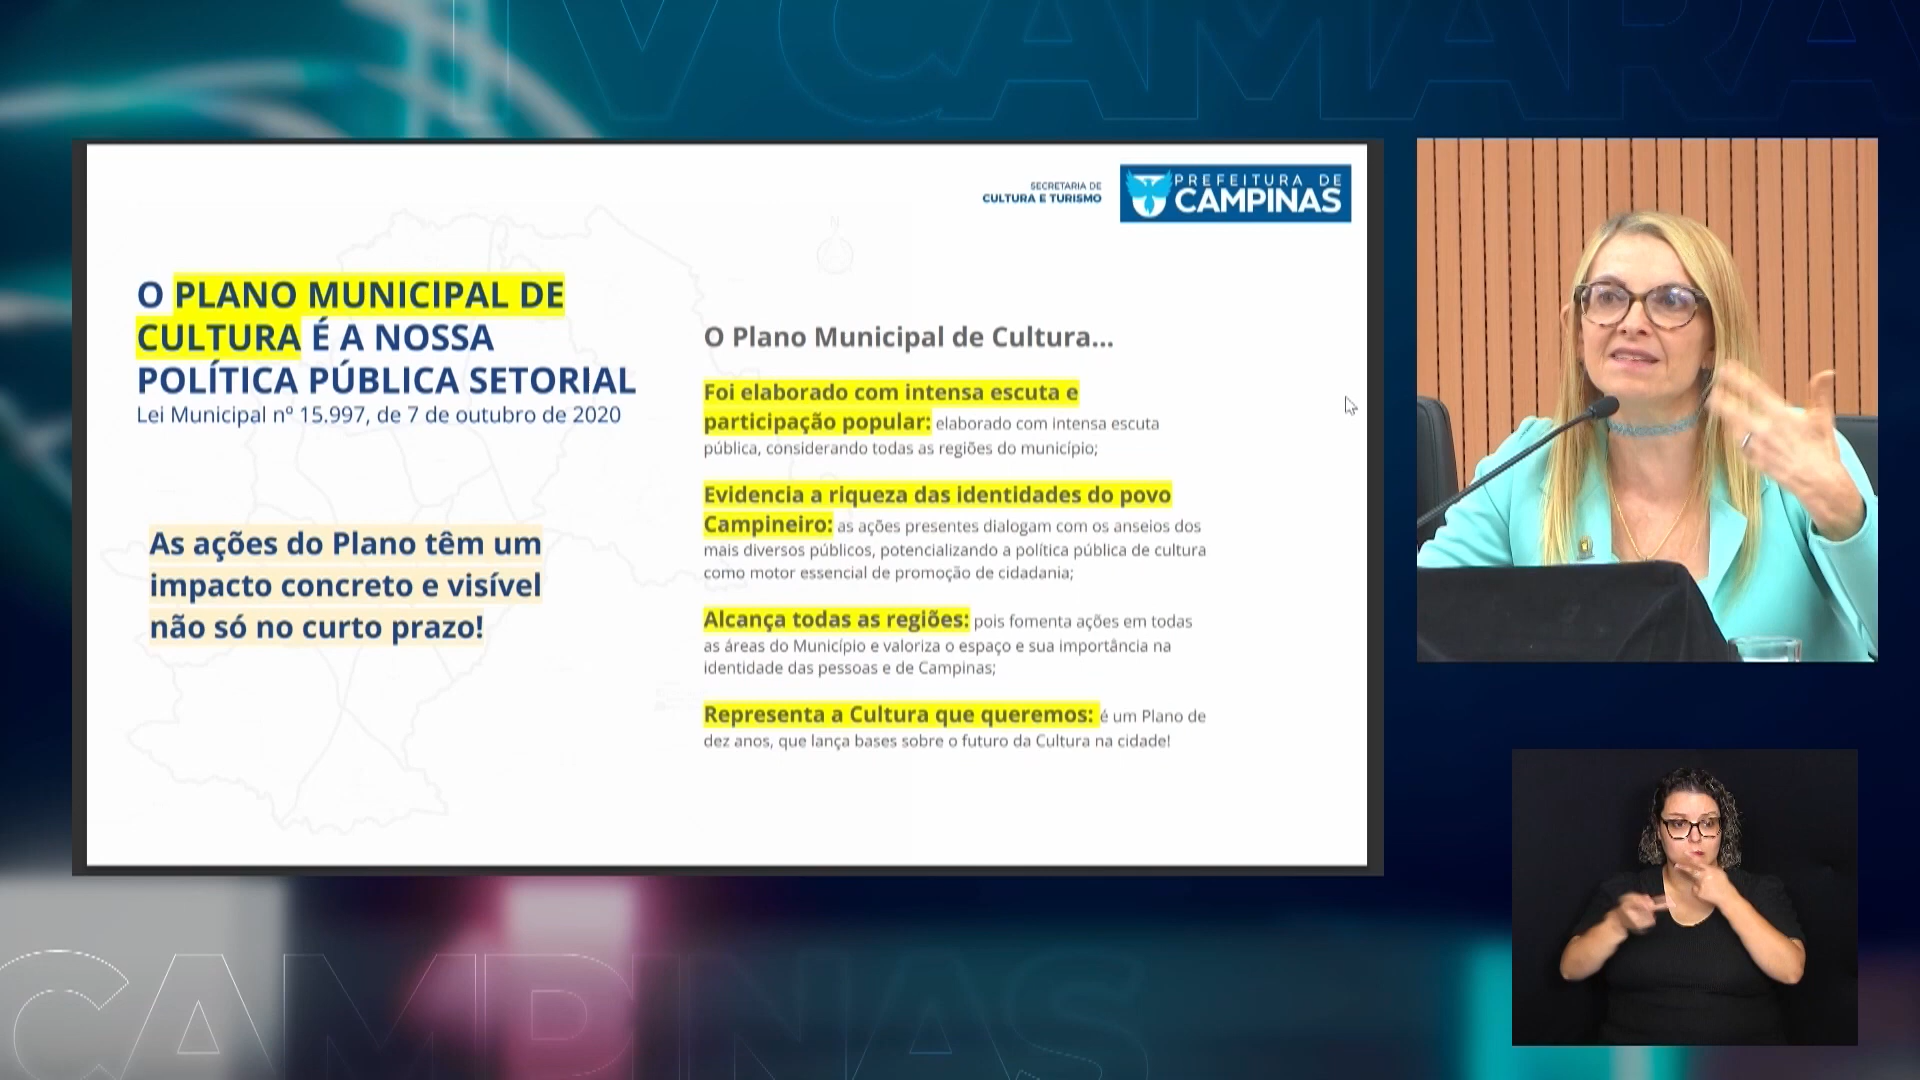 TV CAMARA
SECRETARIA DE
CULTURA E TURISMO
PREFEITURA DE
CAMPINAS
N
O PLANO MUNICIPAL DE
CULTURA É A NOSSA
POLÍTICA PÚBLICA SETORIAL
Lei Municipal nº 15.997, de 7 de outubro de 2020
As ações do Plano têm um
impacto concreto e visível
não só no curto prazo!
O Plano Municipal de Cultura...
Foi elaborado com intensa escuta e
participação popular: elaborado com intensa escuta
pública, considerando todas as regiões do município;
Evidencia a riqueza das identidades do povo
Campineiro: as ações presentes dialogam com os anseios dos
mais diversos públicos, potencializando a política pública de cultura
como motor essencial de promoção de cidadania;
Alcança todas as regiões: pois fomenta ações em todas
as áreas do Município e valoriza o espaço e sua importância na
identidade das pessoas e de Campinas;
Representa a Cultura que queremos: é um Plano de
dez anos, que lança bases sobre o futuro da Cultura na cidade!
CAMPINAS